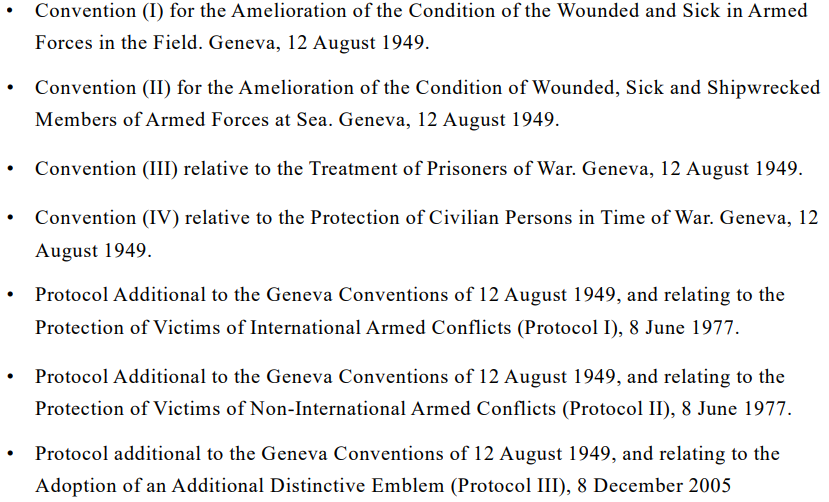 • Convention (I) for the Amelioration of the Condition of the Wounded and Sick in Armed
Forces in the Field. Geneva, 12 August 1949.
• Convention (II) for the Amelioration of the Condition of Wounded, Sick and Shipwrecked
Members of Armed Forces at Sea. Geneva, 12 August 1949.
• Convention (III) relative to the Treatment of Prisoners of War. Geneva, 12 August 1949.
• Convention (IV) relative to the Protection of Civilian Persons in Time of War. Geneva, 12
August 1949.
• Protocol Additional to the Geneva Conventions of 12 August 1949, and relating to the
Protection of Victims of International Armed Conflicts (Protocol I), 8 June 1977.
• Protocol Additional to the Geneva Conventions of 12 August 1949, and relating to the
Protection of Victims of Non-International Armed Conflicts (Protocol II), 8 June 1977.
• Protocol additional to the Geneva Conventions of 12 August 1949, and relating to the
Adoption of an Additional Distinctive Emblem (Protocol III), 8 December 2005